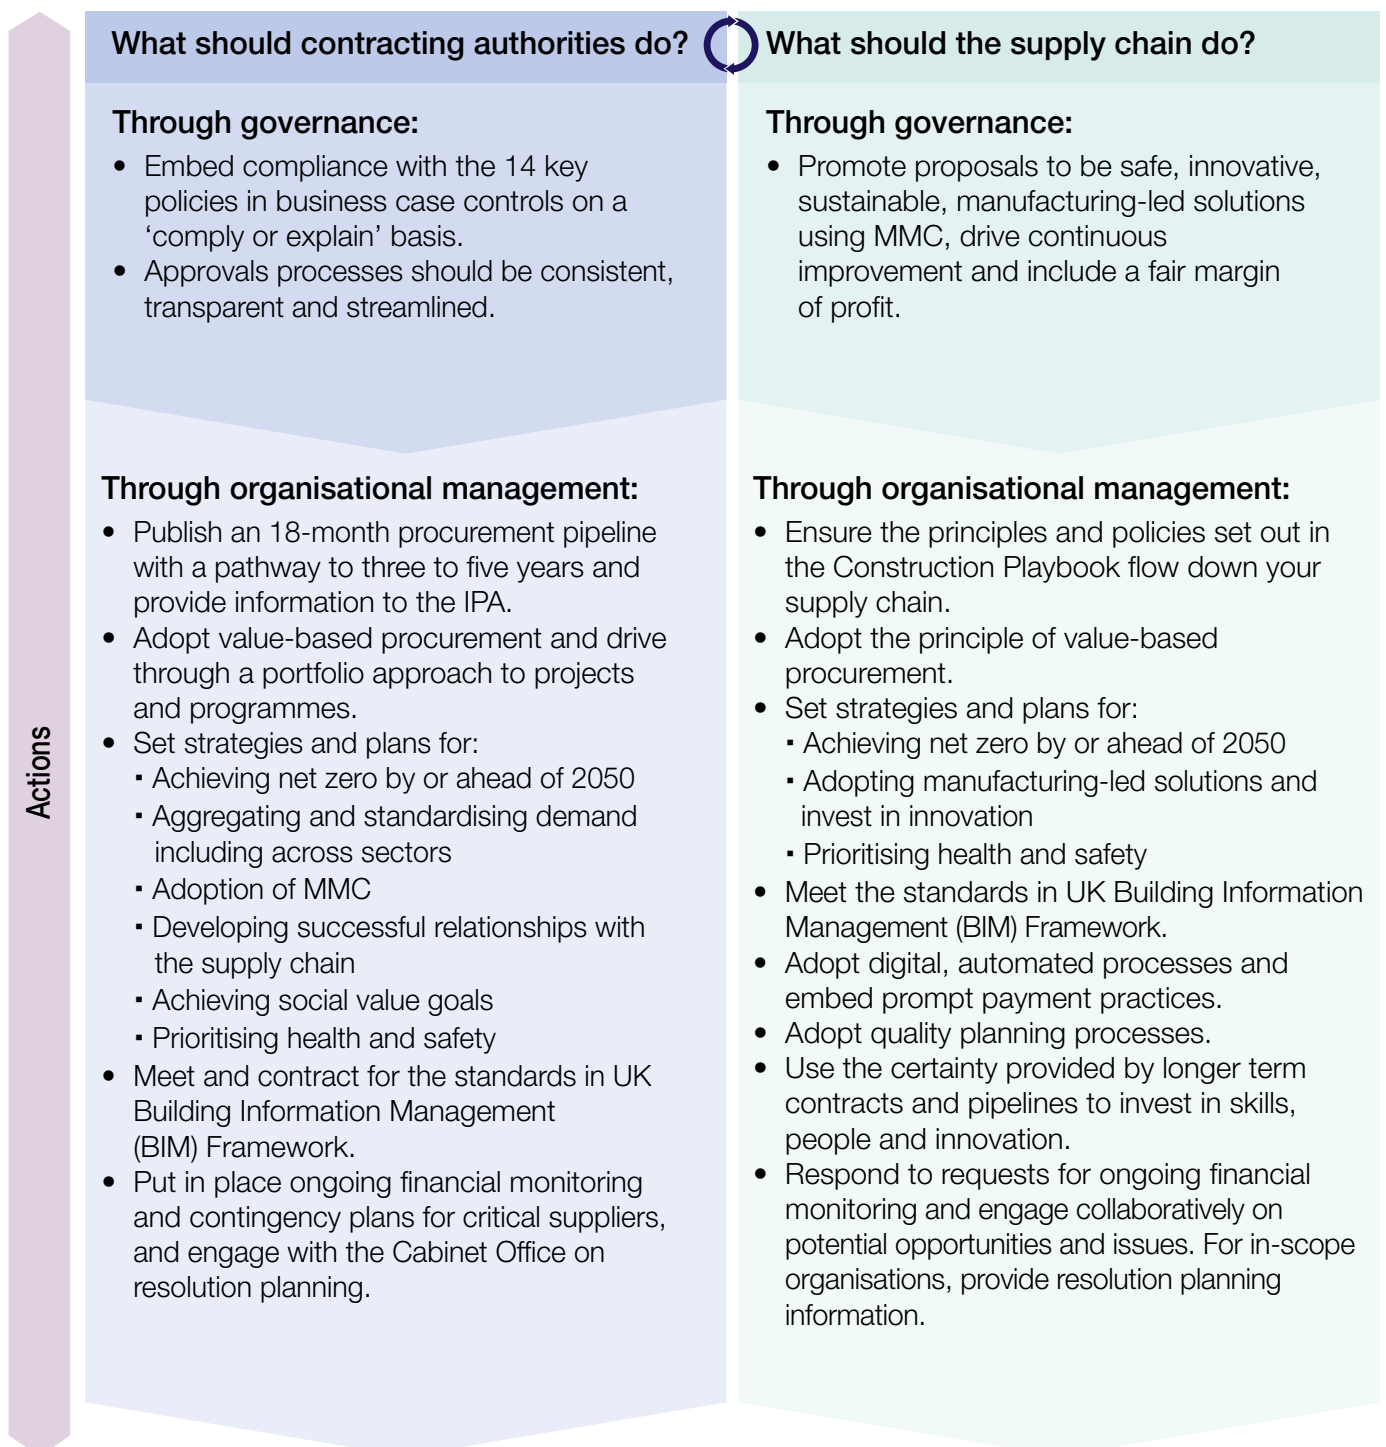 What should contracting authorities do?
Through governance:
• Embed compliance with the 14 key
policies in business case controls on a
‘comply or explain’ basis.
• Approvals processes should be consistent,
transparent and streamlined.
Through organisational management:
• Publish an 18-month procurement pipeline
with a pathway to three to five years and
provide information to the IPA.
• Adopt value-based procurement and drive
through a portfolio approach to projects
and programmes.
• Set strategies and plans for:
▪ Achieving net zero by or ahead of 2050
▪ Aggregating and standardising demand
including across sectors
▪ Adoption of MMC
▪ Developing successful relationships with
the supply chain
▪ Achieving social value goals
▪ Prioritising health and safety
• Meet and contract for the standards in UK
Building Information Management
(BIM) Framework.
• Put in place ongoing financial monitoring
and contingency plans for critical suppliers,
and engage with the Cabinet Office on
resolution planning.
What should the supply chain do?
Through governance:
• Promote proposals to be safe, innovative,
sustainable, manufacturing-led solutions
using MMC, drive continuous
improvement and include a fair margin
of profit.
Through organisational management:
• Ensure the principles and policies set out in
the Construction Playbook flow down your
supply chain.
• Adopt the principle of value-based
procurement.
• Set strategies and plans for:
▪ Achieving net zero by or ahead of 2050
▪ Adopting manufacturing-led solutions and
invest in innovation
▪ Prioritising health and safety
• Meet the standards in UK Building Information
Management (BIM) Framework.
• Adopt digital, automated processes and
embed prompt payment practices.
• Adopt quality planning processes.
• Use the certainty provided by longer term
contracts and pipelines to invest in skills,
people and innovation.
• Respond to requests for ongoing financial
monitoring and engage collaboratively on
potential opportunities and issues. For in-scope
organisations, provide resolution planning
information.
Actions